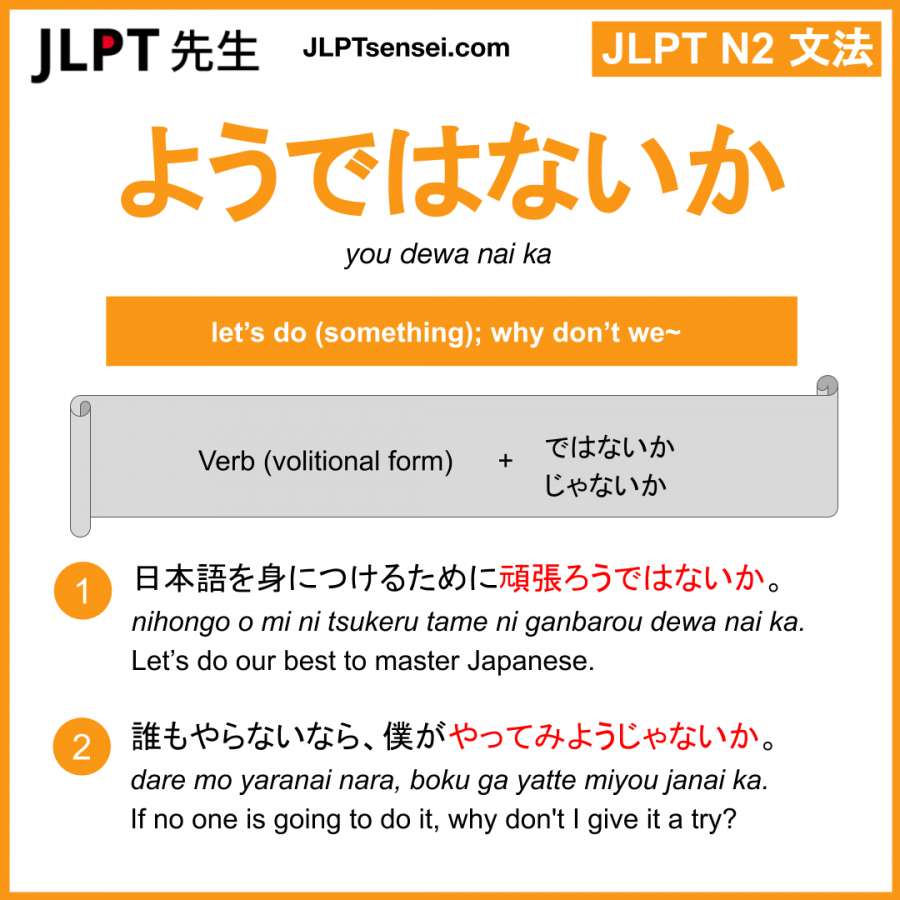 JLPT 先生
JLPTsensei.com
JLPT N2 文法
ようではないか
you dewa nai ka
let's do (something); why don't we~
Verb (volitional form) + ではないか
じゃないか
1 日本語を身につけるために頑張ろうではないか。
nihongo o mi ni tsukeru tame ni ganbarou dewa nai ka.
Let's do our best to master Japanese.
2 誰もやらないなら、僕がやってみようじゃないか。
dare mo yaranai nara, boku ga yatte miyou janai ka.
If no one is going to do it, why don't I give it a try?